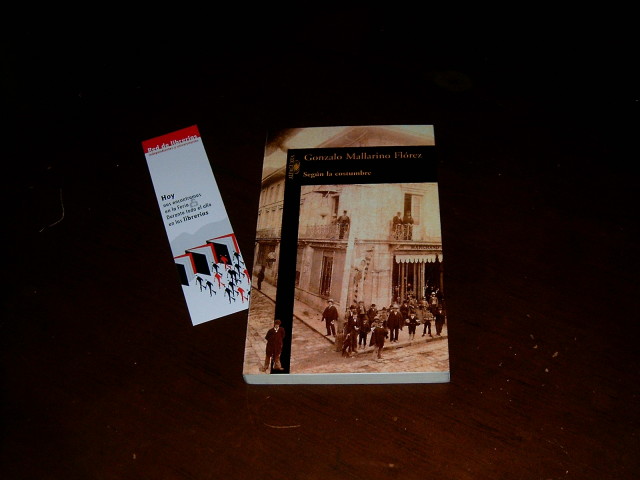 Red de librerías
Hoy
nos encontramos
en la Feria
Durante todo el año
en las librerías
ALFAGUARA
Gonzalo Mallarino Flórez
Según la costumbre